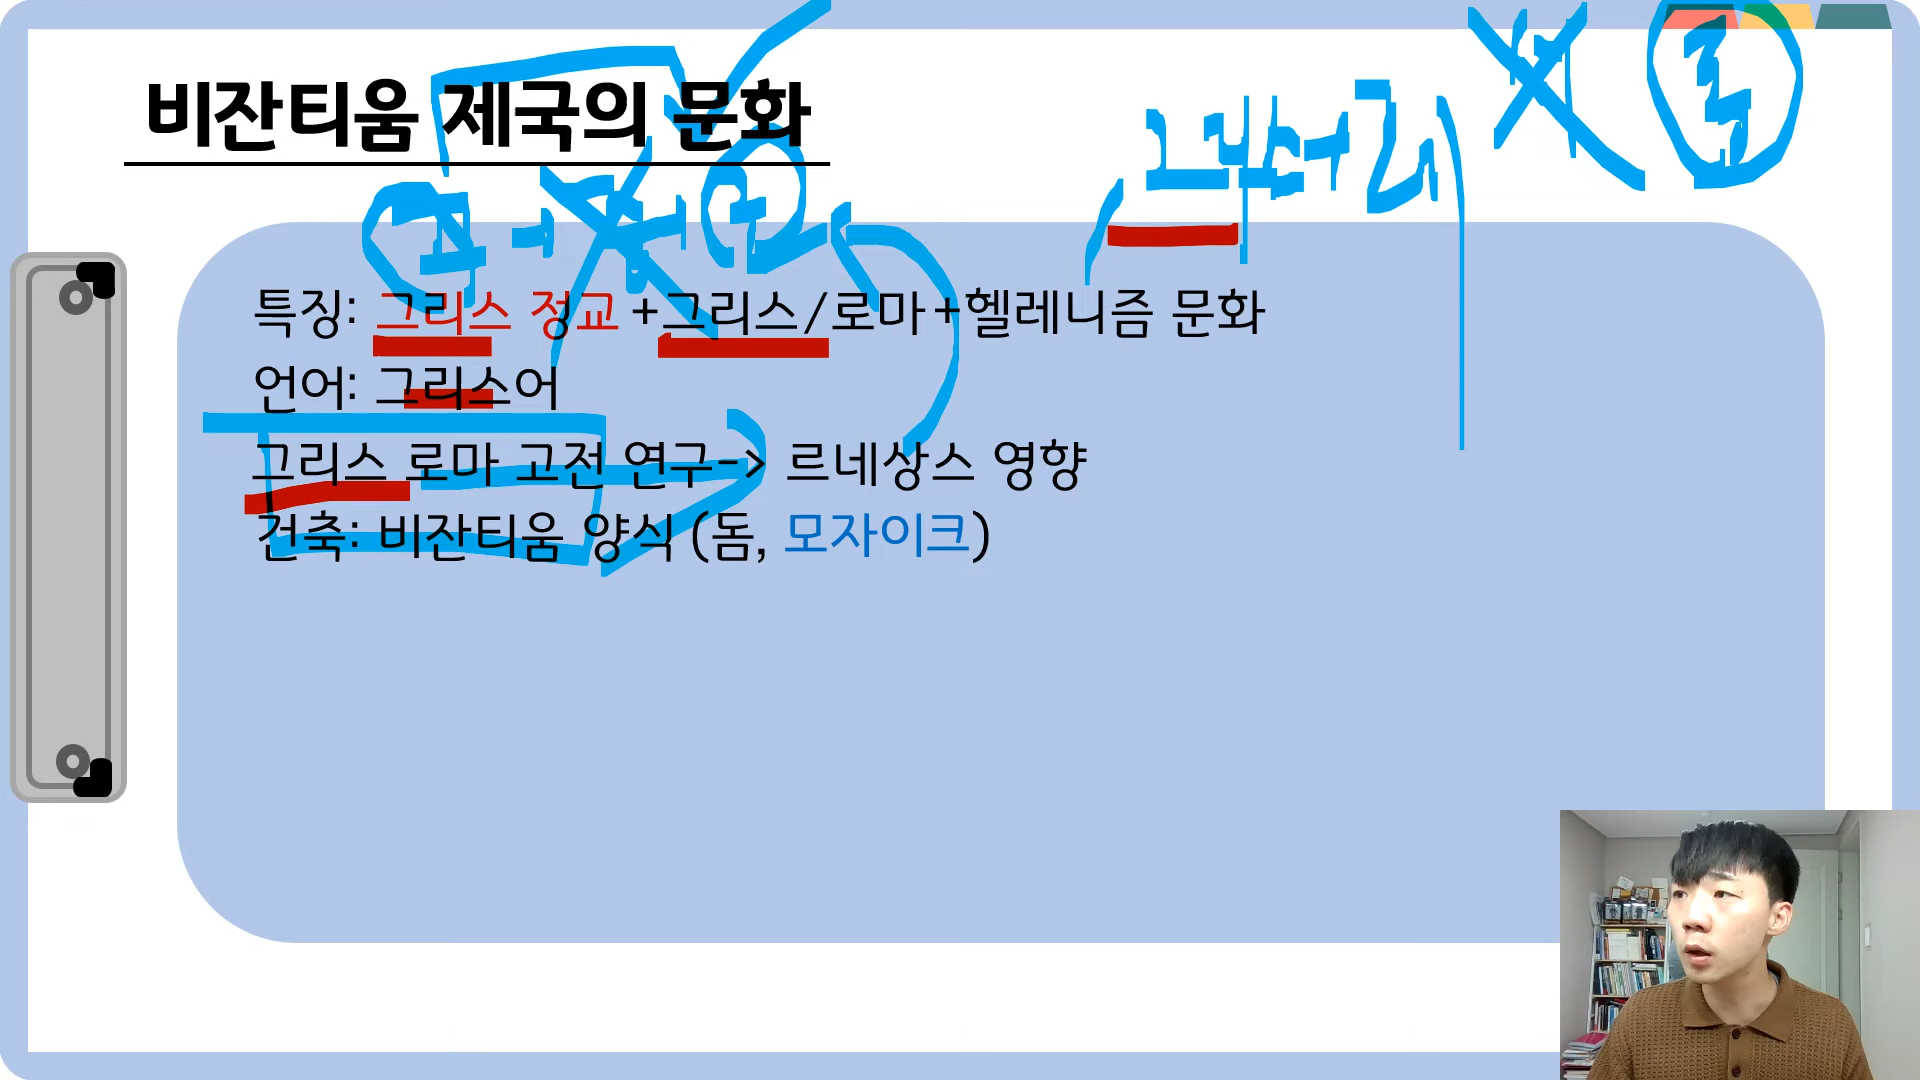 비잔티움 제국의 문화
특징: 그리스 정교+그리스/로마+헬레니즘 문화
언어: 그리스어
그리스 로마 고전 연구-> 르네상스 영향
건축: 비잔티움 양식 (돔, 모자이크)